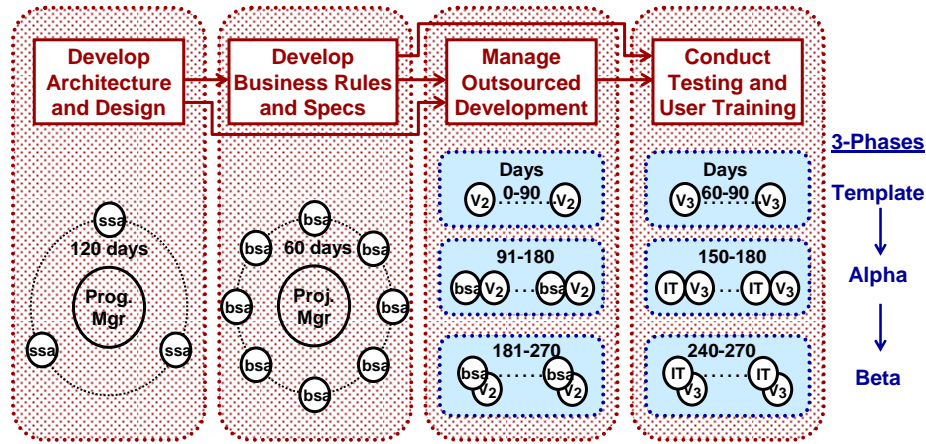 Develop
Architecture
and Design
Develop
Business Rules
and Specs
Manage
Outsourced
Development
Conduct
Testing and
User Training
ssa
120 days
Prog.
Mgr
ssa
ssa
bsa
bsa
60 days
bsa
bsa
Proj.
Mgr
bsa
bsa
bsa
bsa
Days
0-90
V2 ........ V2
91-180
bsa V2 ... bsa V2
181-270
bsa ...... bsa
V2 V2
Days
60-90
V3 ........ V3
150-180
IT V3 ... IT V3
240-270
IT ...... IT
V3 V3
3-Phases
Template
Alpha
Beta